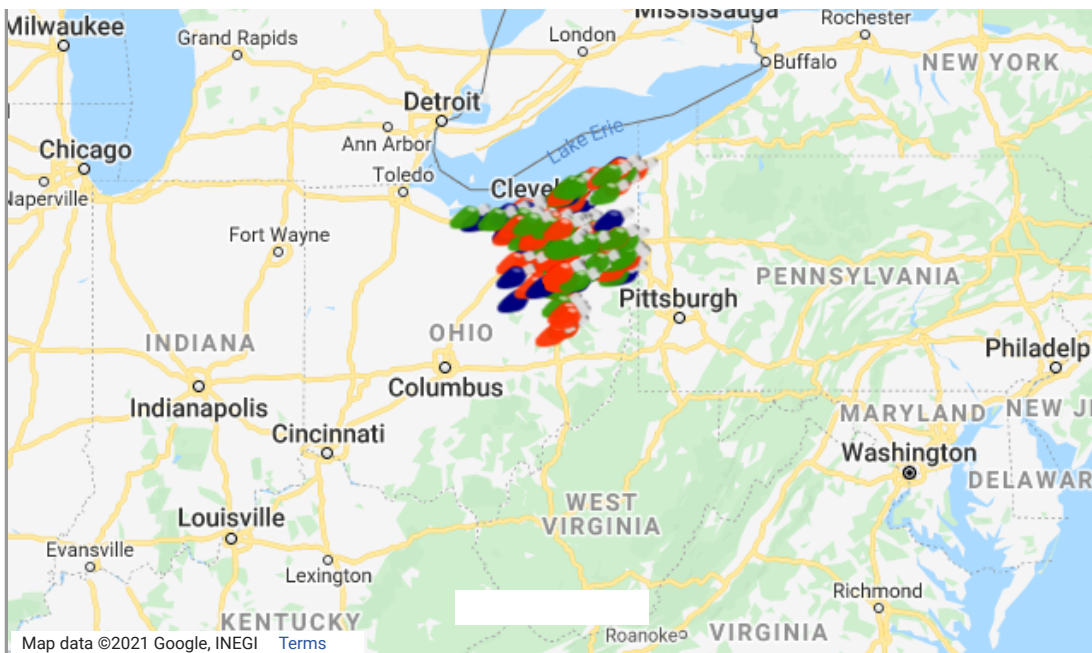 Milwaukee
Grand Rapids
London
Mississauga
Rochester
Buffalo
NEW YORK
Detroit
Ann Arbor
Lake Erie
Chicago
Naperville
Toledo
Clevel
Fort Wayne
PENNSYLVANIA
Pittsburgh
OHIO
INDIANA
Philadelp
Columbus
Indianapolis
MARYLAND
NEW JE
Cincinnati
Washington
DELAWAR
WEST
VIRGINIA
Louisville
Evansville
Lexington
Richmond
KENTUCKY
Roanoke
VIRGINIA
Map data ©2021 Google, INEGI Terms